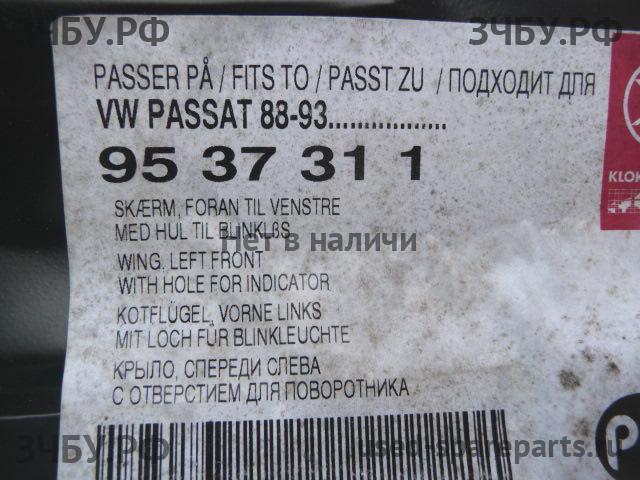 ЗЧБУ.РФ
ЗЧБУ.РФ
PASSER PÅ / FITS TO / PASST ZU / ПОДХОДИТ ДЛЯ
VW PASSAT 88-93.................
95 37 31 1
KLOK
SKÆRM, FORAN TIL VENSTRE
MED HUL TIL BLINKLßS
Нет в наличи
WING. LEFT FRONT
WITH HOLE FOR INDICATOR
KOTFLÜGEL, VORNE LINKS
MIT LOCH FÜR BLINKLEUCHTE
КРЫЛО, СПЕРЕДИ СЛЕВА
С ОТВЕРСТИЕМ ДЛЯ ПОВОРОТНИКА
ЗЧБУ.РФ
used-spareparts.ru